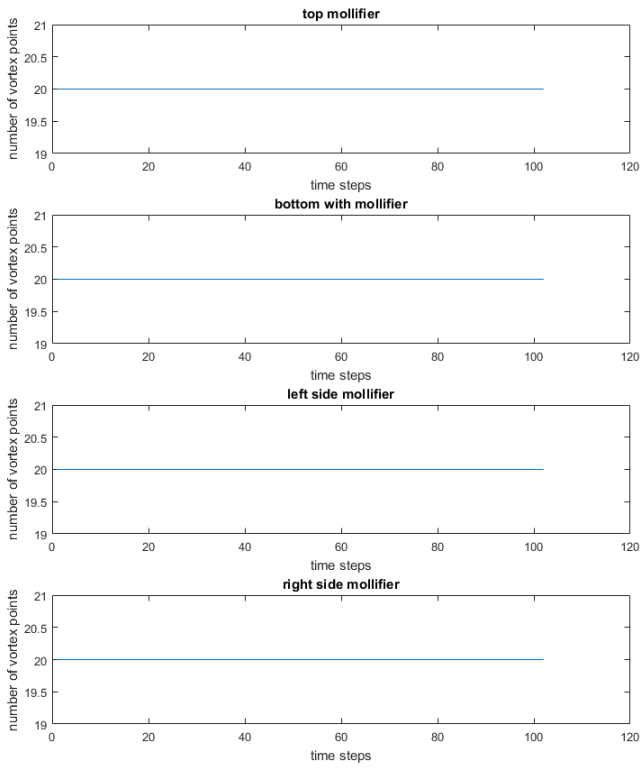 top mollifier
number of vortex points
21
20.5
20
19.5
19
0 20 40 60 80 100 120
time steps
bottom with mollifier
number of vortex points
21
20.5
20
19.5
19
0 20 40 60 80 100 120
time steps
left side mollifier
number of vortex points
21
20.5
20
19.5
19
0 20 40 60 80 100 120
time steps
right side mollifier
number of vortex points
21
20.5
20
19.5
19
0 20 40 60 80 100 120
time steps